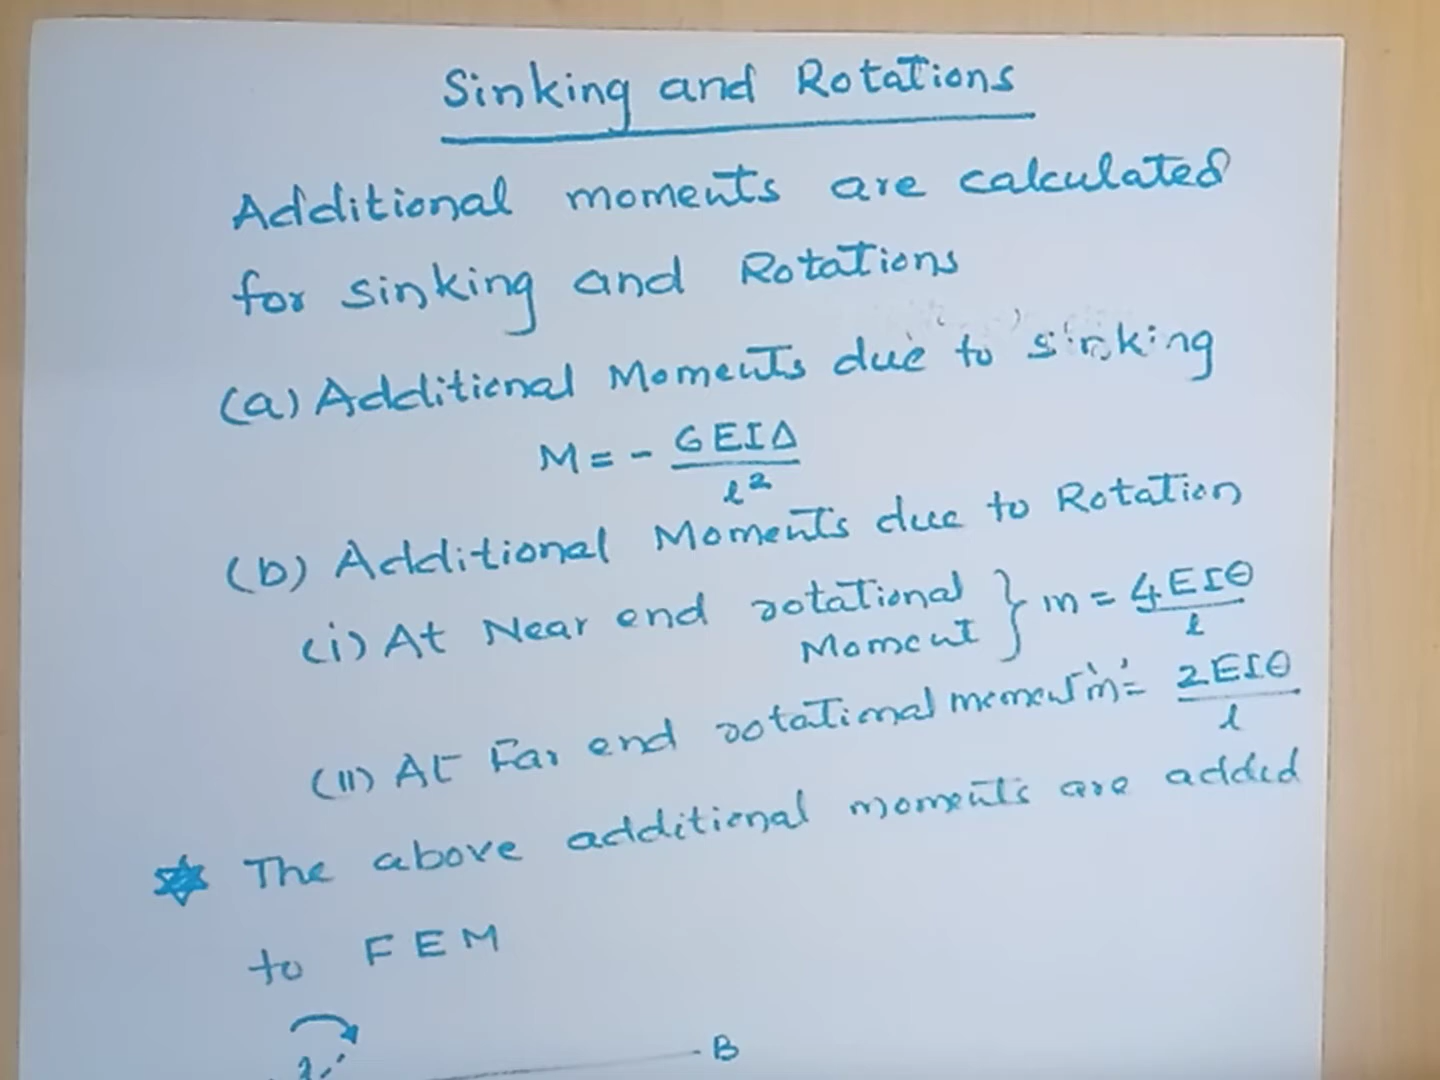 Sinking and Rotations
Additional moments are calculated
for sinking and Rotations
(a) Additional Moments due to sinking
M = - 6EIΔ / l²
(b) Additional Moments due to Rotation
(i) At Near end rotational Moment } m = 4EIθ / l
(ii) At Far end rotational moment m' = 2EIθ / l
☆ The above additional moments are added
to FEM
B